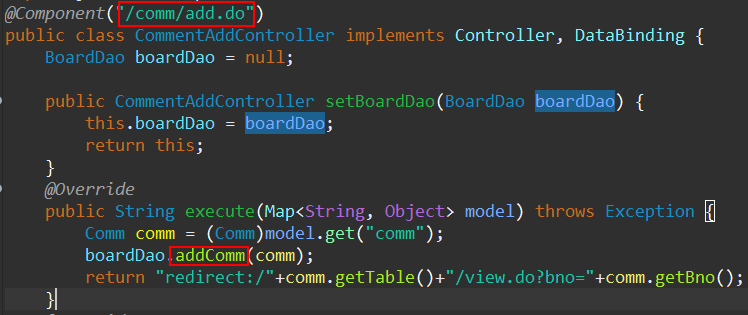 @Component("/comm/add.do")
public class CommentAddController implements Controller, DataBinding {
    BoardDao boardDao = null;
    public CommentAddController setBoardDao(BoardDao boardDao) {
        this.boardDao = boardDao;
        return this;
    }
    @Override
    public String execute(Map<String, Object> model) throws Exception {
        Comm comm = (Comm)model.get("comm");
        boardDao.addComm(comm);
        return "redirect:/"+comm.getTable()+"/view.do?bno="+comm.getBno();
    }